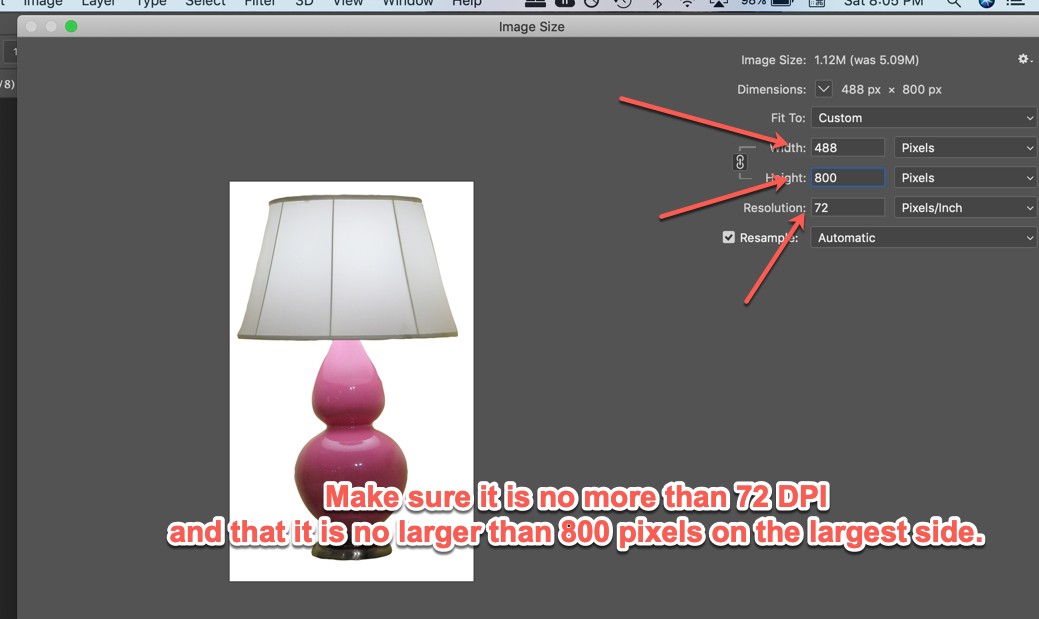 Image Layer Type Select Filter 3D View Window Help 98% Sat 8:05 PM
Image Size
/8)
Image Size: 1.12M (was 5.09M)
Dimensions: 488 px × 800 px
Fit To: Custom
Width: 488 Pixels
Height: 800 Pixels
Resolution: 72 Pixels/Inch
Resample: Automatic
Make sure it is no more than 72 DPI
and that it is no larger than 800 pixels on the largest side.